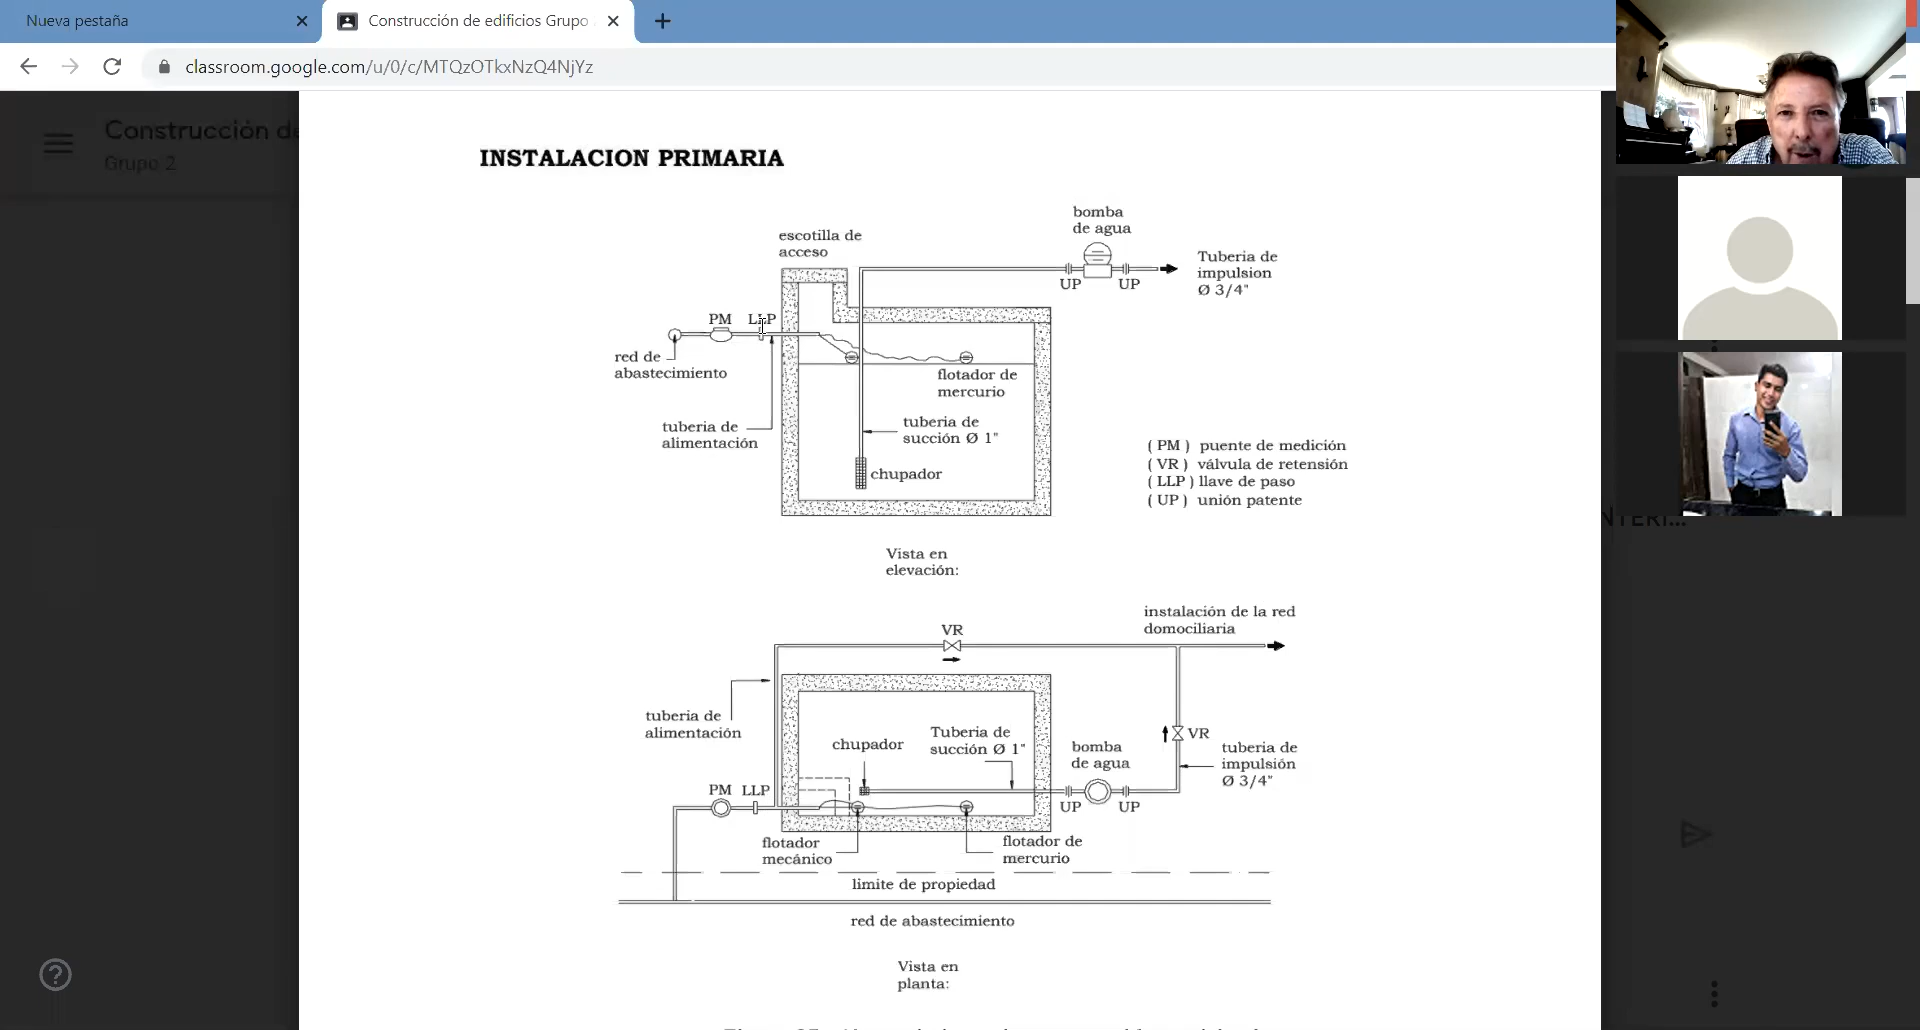 Nueva pestaña
Construcción de edificios Grupo
classroom.google.com/u/0/c/MTQzOTkxNzQ4NjYz
Construcción de
Grupo 2
INSTALACION PRIMARIA
bomba
de agua
escotilla de
acceso
Tuberia de
impulsion
Ø 3/4"
UP
UP
PM
LLP
red de
abastecimiento
flotador de
mercurio
tuberia de
alimentación
tuberia de
succión Ø 1"
chupador
( PM ) puente de medición
( VR ) válvula de retensión
( LLP ) llave de paso
( UP ) unión patente
NTERI...
Vista en
elevación:
instalación de la red
domociliaria
VR
tuberia de
alimentación
chupador
Tuberia de
succión Ø 1"
bomba
de agua
VR
tuberia de
impulsión
Ø 3/4"
PM
LLP
UP
UP
flotador
mecánico
flotador de
mercurio
limite de propiedad
red de abastecimiento
Vista en
planta: